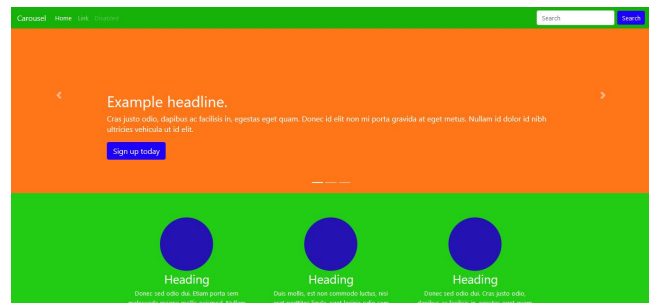 Carousel Home Link Disabled Search Search
Example headline.
Cras justo odio, dapibus ac facilisis in, egestas eget quam. Donec id elit non mi porta gravida at eget metus. Nullam id dolor id nibh
ultricies vehicula ut id elit.
Sign up today
Heading Heading Heading
Donec sed odio dui. Etiam porta sem
Duis mollis, est non commodo luctus, nisi
Donec sed odio dui. Cras justo odio,